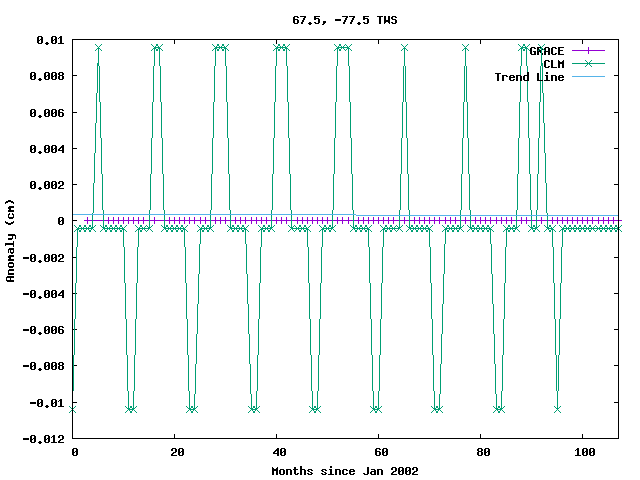 67.5, -77.5 TWS
GRACE
CLM
Trend Line
0.01
0.008
0.006
0.004
0.002
0
-0.002
-0.004
-0.006
-0.008
-0.01
-0.012
Anomaly (cm)
0 20 40 60 80 100
Months since Jan 2002